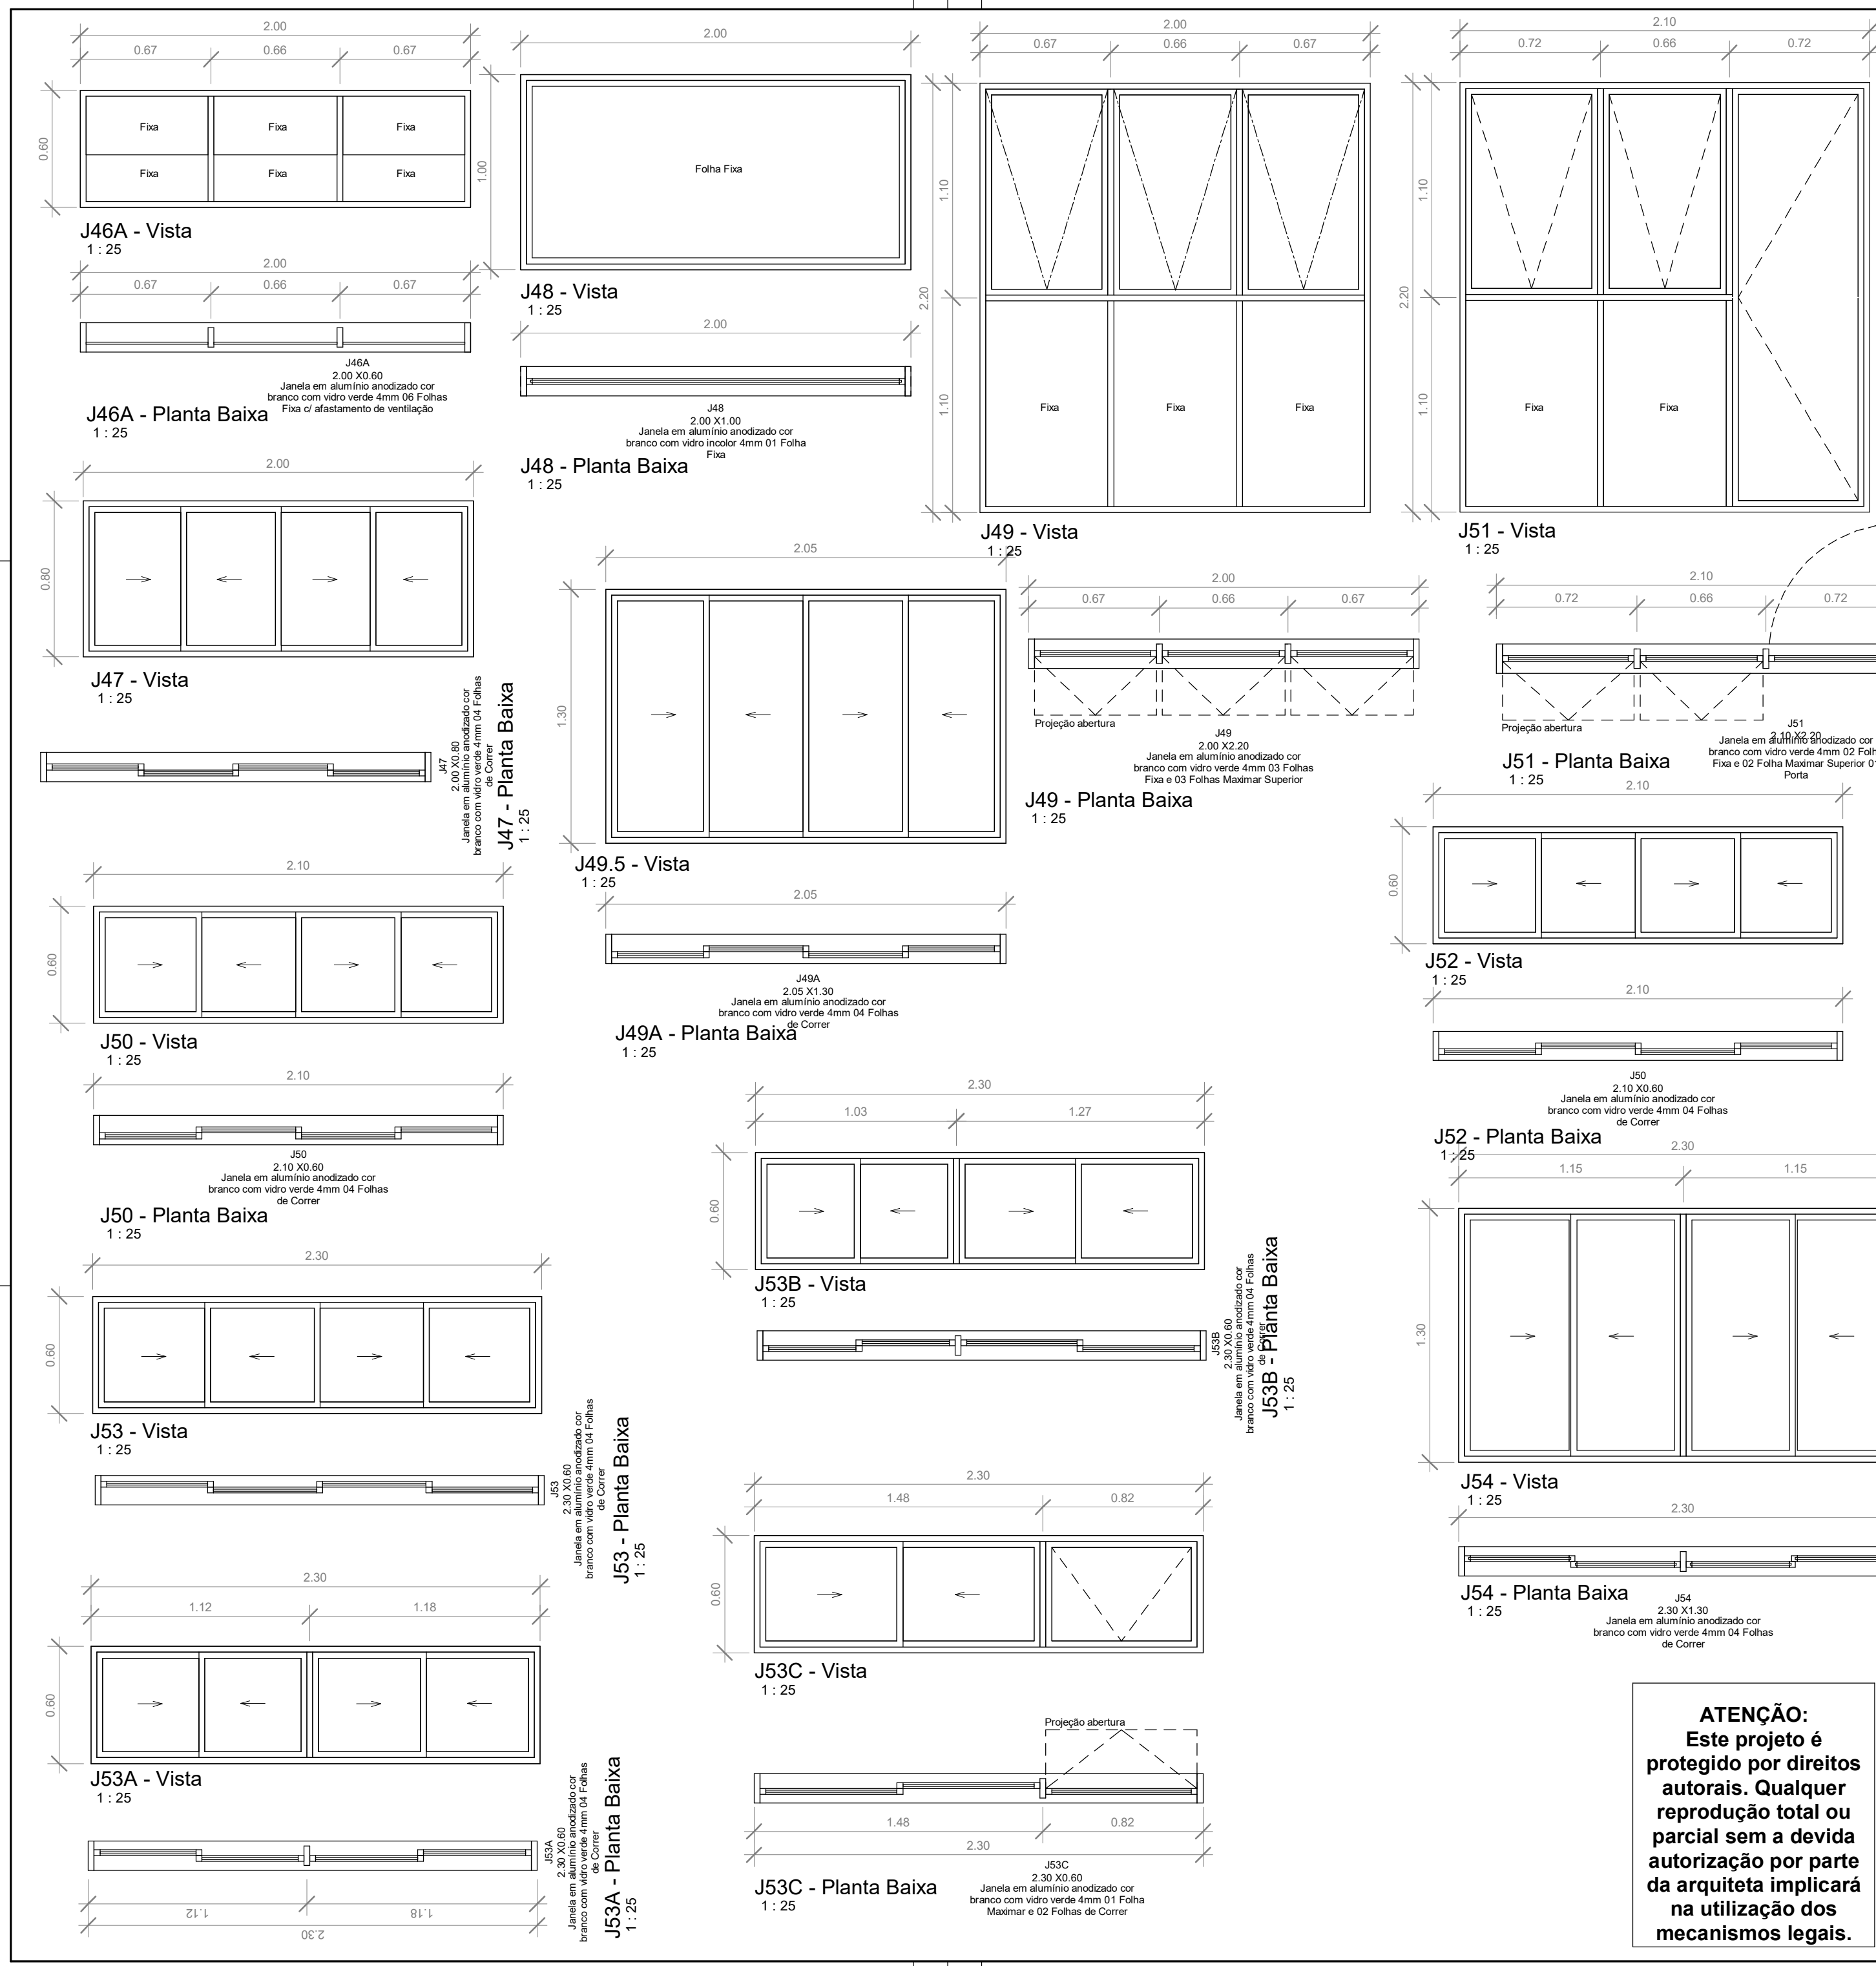 2.00
0.67
0.66
0.67
0.60
Fixa
Fixa
Fixa
Fixa
Fixa
Fixa
J46A - Vista
1 : 25
2.00
0.67
0.66
0.67
J46A
2.00 X0.60
Janela em alumínio anodizado cor
branco com vidro verde 4mm 06 Folhas
Fixa c/ afastamento de ventilação
J46A - Planta Baixa
1 : 25
2.00
1.00
Folha Fixa
J48 - Vista
1 : 25
2.00
J48
2.00 X1.00
Janela em alumínio anodizado cor
branco com vidro incolor 4mm 01 Folha
Fixa
J48 - Planta Baixa
1 : 25
2.00
0.67
0.66
0.67
1.10
2.20
1.10
Fixa
Fixa
Fixa
J49 - Vista
1 : 25
2.00
0.67
0.66
0.67
Projeção abertura
J49
2.00 X2.20
Janela em alumínio anodizado cor
branco com vidro verde 4mm 03 Folhas
Fixa e 03 Folhas Maximar Superior
J49 - Planta Baixa
1 : 25
2.10
0.72
0.66
0.72
1.10
2.20
1.10
Fixa
Fixa
J51 - Vista
1 : 25
2.10
0.72
0.66
0.72
Projeção abertura
J51
2.10 X2.20
Janela em alumínio anodizado cor
branco com vidro verde 4mm 02 Folh
Fixa e 02 Folha Maximar Superior 01
Porta
J51 - Planta Baixa
1 : 25
2.00
0.80
J47 - Vista
1 : 25
J47
2.00 X0.80
Janela em alumínio anodizado cor
branco com vidro verde 4mm 04 Folhas
de Correr
J47 - Planta Baixa
1 : 25
2.05
1.30
J49.5 - Vista
1 : 25
2.05
J49A
2.05 X1.30
Janela em alumínio anodizado cor
branco com vidro verde 4mm 04 Folhas
de Correr
J49A - Planta Baixa
1 : 25
2.10
0.60
J52 - Vista
1 : 25
2.10
J50
2.10 X0.60
Janela em alumínio anodizado cor
branco com vidro verde 4mm 04 Folhas
de Correr
J52 - Planta Baixa
1 : 25
2.10
0.60
J50 - Vista
1 : 25
2.10
J50
2.10 X0.60
Janela em alumínio anodizado cor
branco com vidro verde 4mm 04 Folhas
de Correr
J50 - Planta Baixa
1 : 25
2.30
1.03
1.27
0.60
J53B - Vista
1 : 25
J53B
2.30 X0.60
Janela em alumínio anodizado cor
branco com vidro verde 4mm 04 Folhas
de Correr
J53B - Planta Baixa
1 : 25
2.30
1.15
1.15
1.30
J54 - Vista
1 : 25
2.30
J54 - Planta Baixa
1 : 25
J54
2.30 X1.30
Janela em alumínio anodizado cor
branco com vidro verde 4mm 04 Folhas
de Correr
2.30
0.60
J53 - Vista
1 : 25
J53
2.30 X0.60
Janela em alumínio anodizado cor
branco com vidro verde 4mm 04 Folhas
de Correr
J53 - Planta Baixa
1 : 25
2.30
1.48
0.82
0.60
J53C - Vista
1 : 25
Projeção abertura
1.48
0.82
2.30
J53C
2.30 X0.60
Janela em alumínio anodizado cor
branco com vidro verde 4mm 01 Folha
Maximar e 02 Folhas de Correr
J53C - Planta Baixa
1 : 25
2.30
1.12
1.18
0.60
J53A - Vista
1 : 25
1.12
1.18
2.30
J53A
2.30 X0.60
Janela em alumínio anodizado cor
branco com vidro verde 4mm 04 Folhas
de Correr
J53A - Planta Baixa
1 : 25
ATENÇÃO:
Este projeto é
protegido por direitos
autorais. Qualquer
reprodução total ou
parcial sem a devida
autorização por parte
da arquiteta implicará
na utilização dos
mecanismos legais.